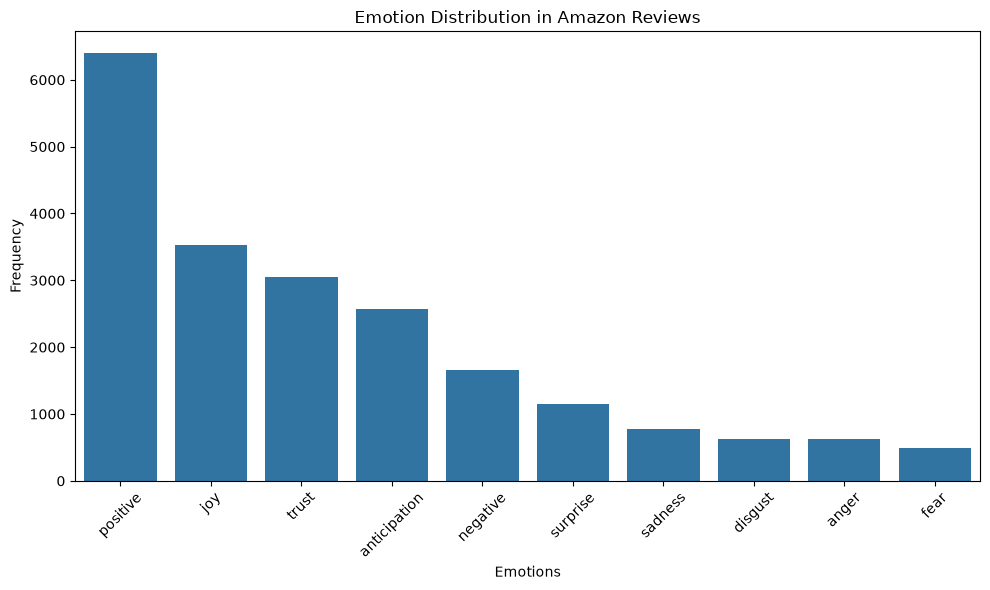 Emotion Distribution in Amazon Reviews
Frequency
6000
5000
4000
3000
2000
1000
0
positive
joy
trust
anticipation
negative
surprise
sadness
disgust
anger
fear
Emotions